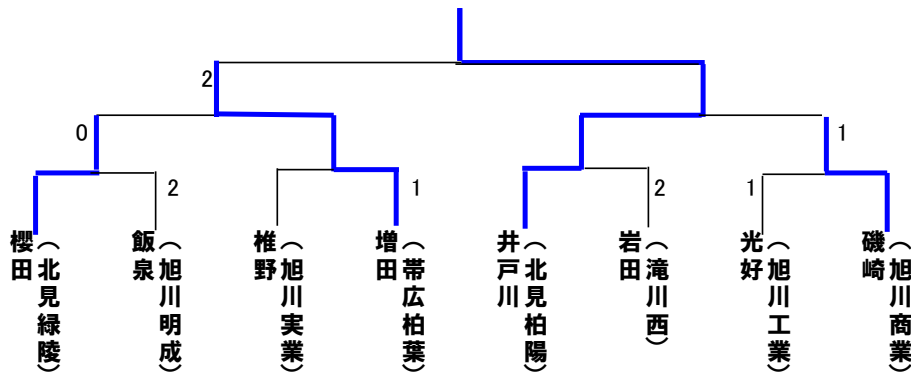 2
0
1
2
1
2
1
櫻田
（北見緑陵）
飯泉
（旭川明成）
椎野
（旭川実業）
増田
（帯広柏葉）
井戸川
（北見柏陽）
岩田
（滝川西）
光好
（旭川工業）
磯崎
（旭川商業）